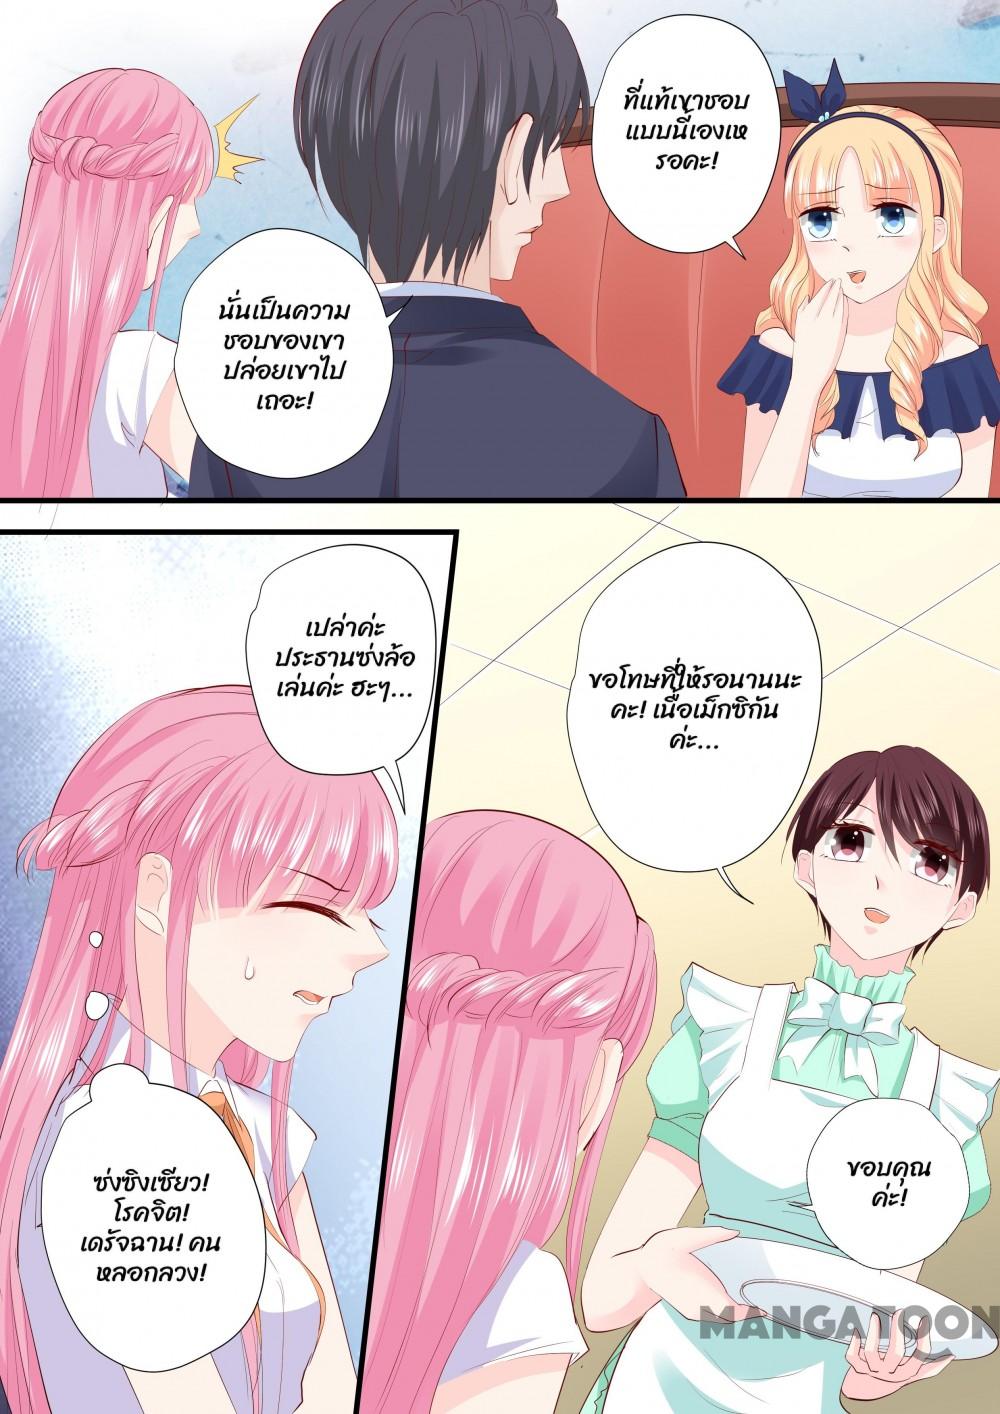 ที่แท้เขาชอบ
แบบนี้เองเห
รอคะ!
นั่นเป็นความ
ชอบของเขา
ปล่อยเขาไป
เถอะ!
เปล่าค่ะ
ประธานซ่งล้อ
เล่นค่ะ ฮะๆ...
ขอโทษที่ให้รอนานนะ
คะ! เนื้อเม็กซิกัน
ค่ะ...
ขอบคุณ
ค่ะ!
ซ่งซิงเซียว!
โรคจิต!
เดรัจฉาน! คน
หลอกลวง!
MANGATOON